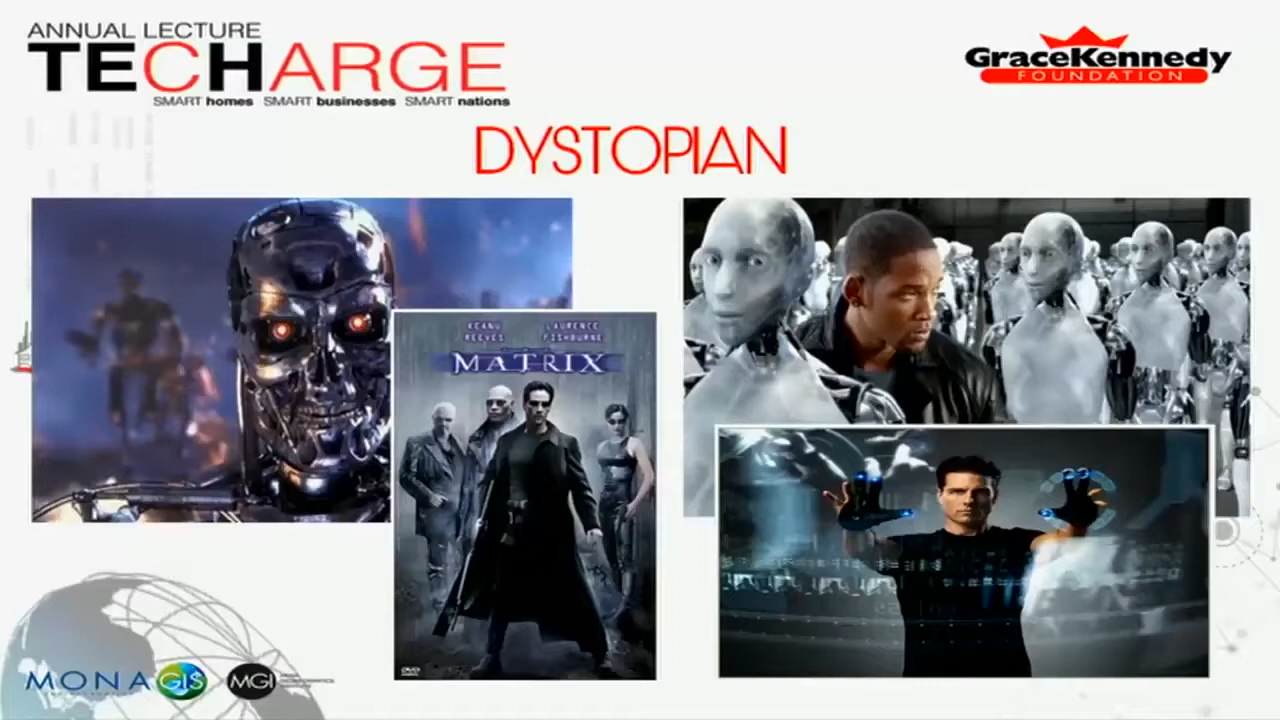 ANNUAL LECTURE
TECHARGE
SMART homes SMART businesses SMART nations
GraceKennedy
FOUNDATION
DYSTOPIAN
KEANU LAURENCE
REEVES FISHBURNE
MATRIX
DVD
MONA GIS
MGI